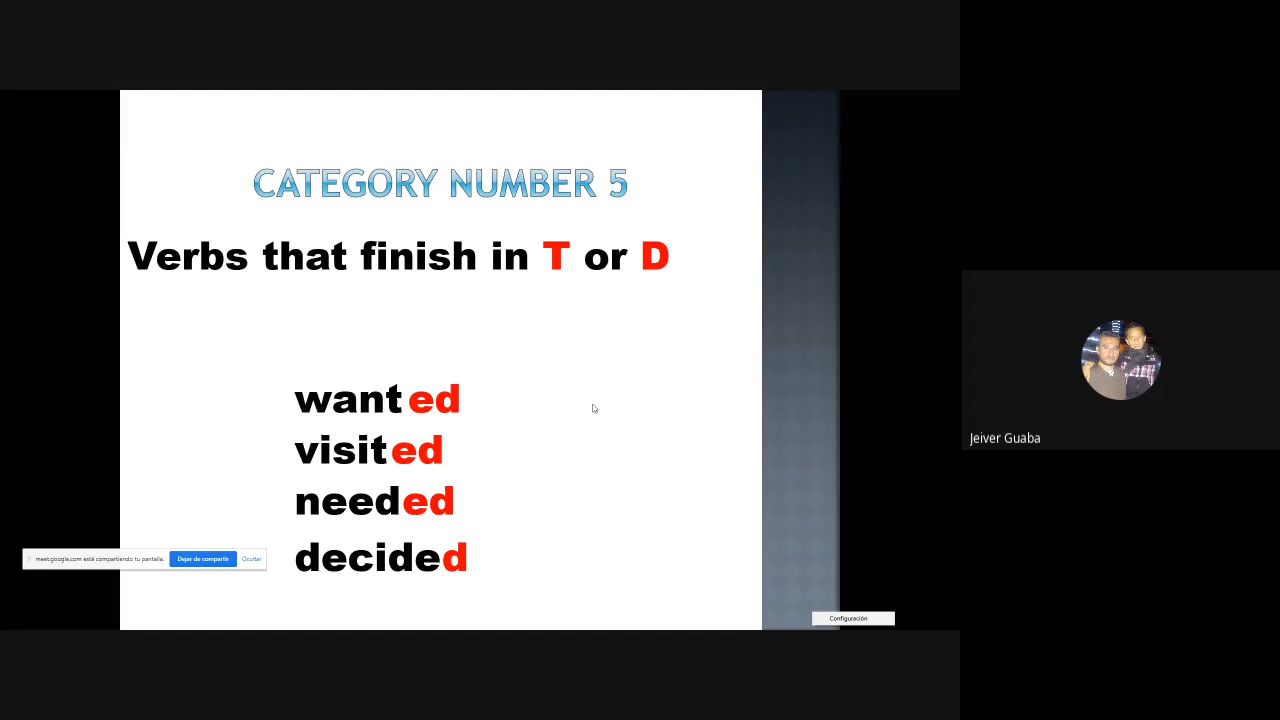 CATEGORY NUMBER 5
Verbs that finish in T or D
wanted
visited
needed
decided
meet.google.com está compartiendo tu pantalla.
Dejar de compartir
Ocultar
Configuración
Jeiver Guaba